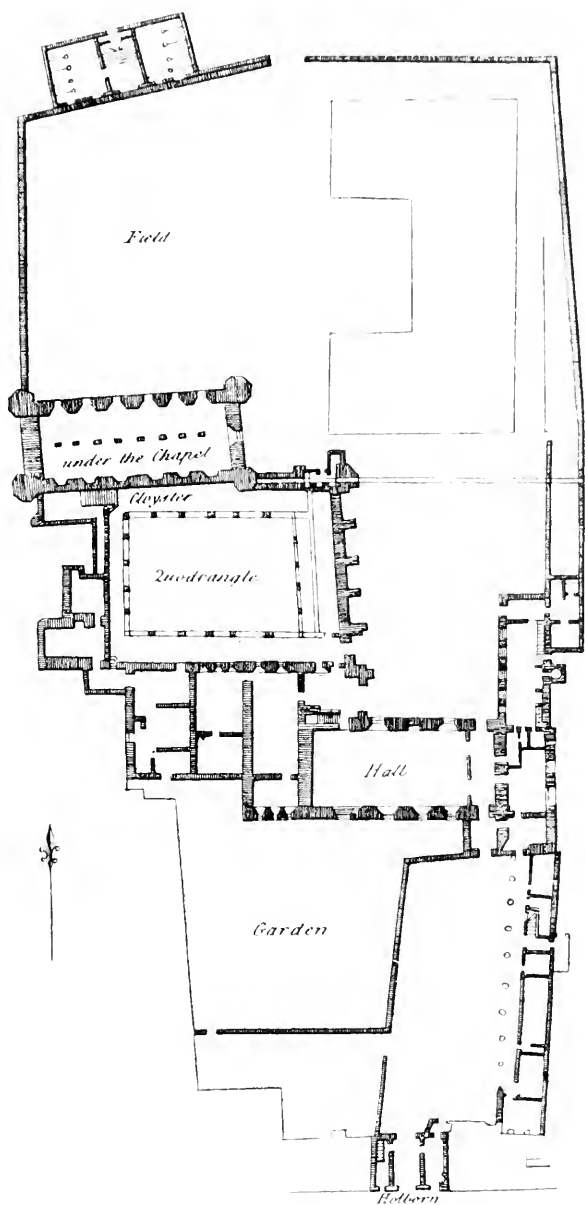 Field
under the Chapel
Cloyster
Quadrangle
Hall
Garden
Holborn